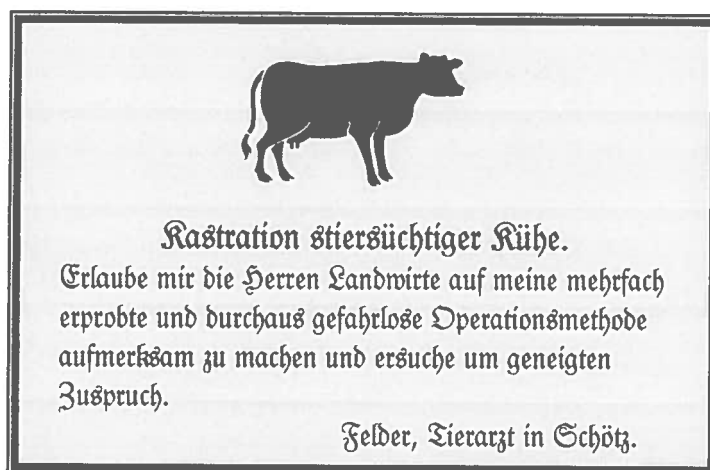 Kastration stiersüchtiger Kühe.
Erlaube mir die Herren Landwirte auf meine mehrfach
erprobte und durchaus gefahrlose Operationsmethode
aufmerksam zu machen und ersuche um geneigten
Zuspruch.
Felder, Tierarzt in Schötz.